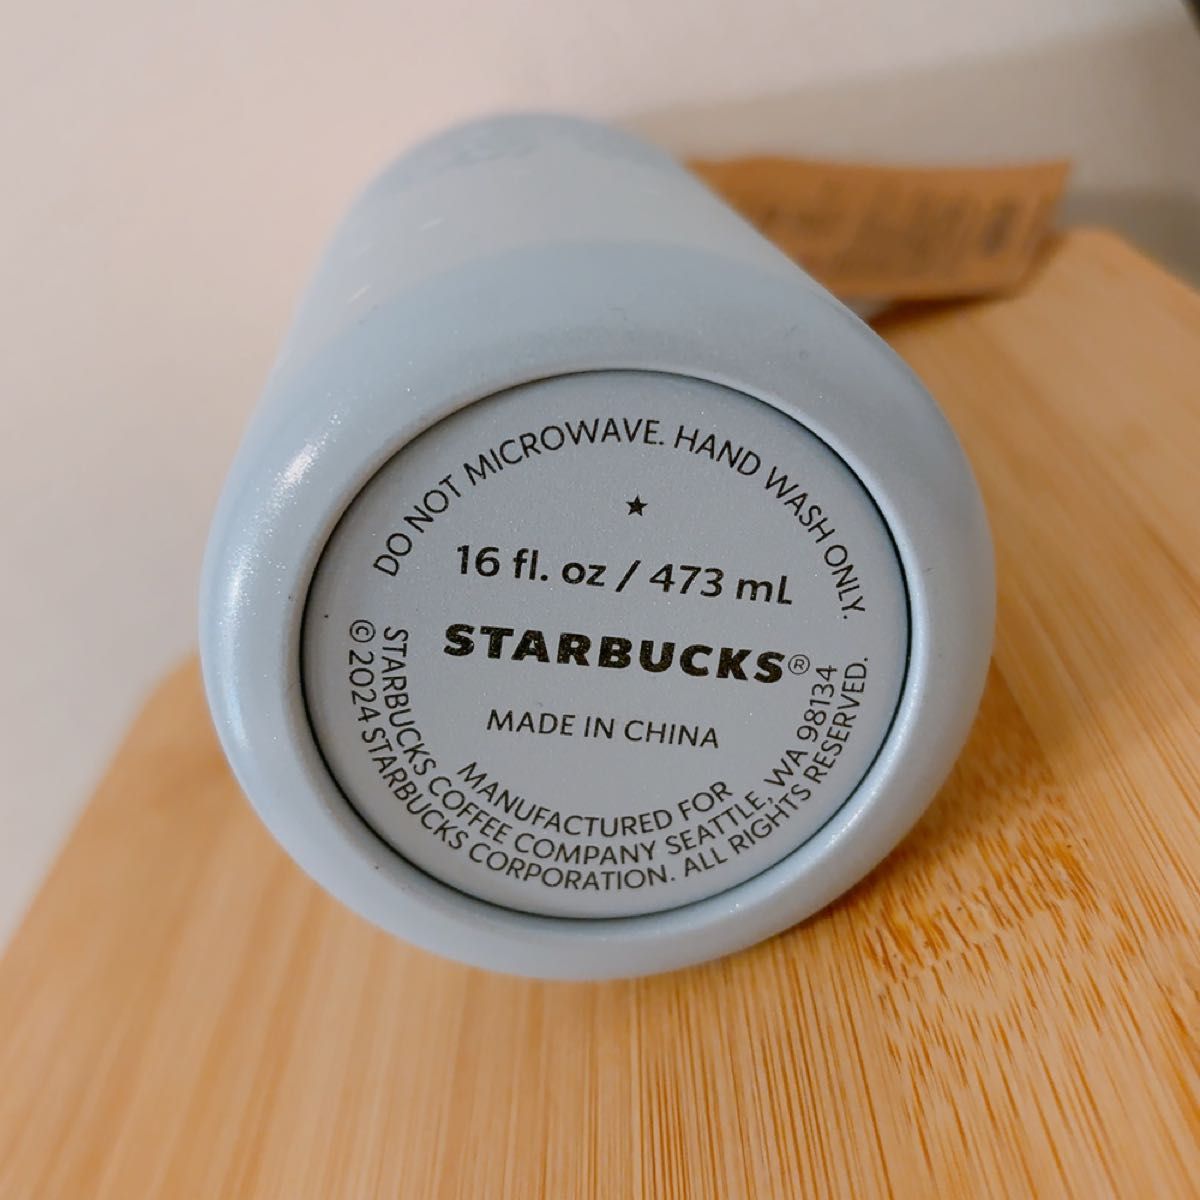 DO NOT MICROWAVE. HAND WASH ONLY.
★
16 fl. oz / 473 mL
STARBUCKS®
MADE IN CHINA
MANUFACTURED FOR
STARBUCKS COFFEE COMPANY SEATTLE, WA 98134
© 2024 STARBUCKS CORPORATION. ALL RIGHTS RESERVED.